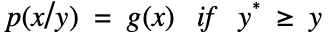 p(x/y) = g(x) if y* ≥ y